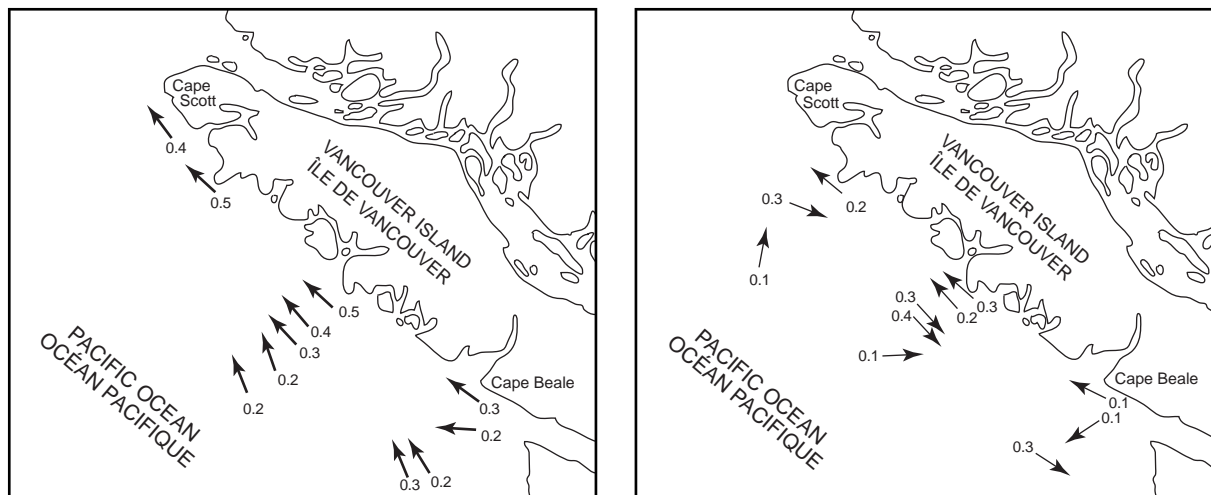 Cape
Scott
0.4
0.5
VANCOUVER ISLAND
ÎLE DE VANCOUVER
0.5
0.4
0.3
0.2
0.2
PACIFIC OCEAN
OCÉAN PACIFIQUE
Cape Beale
0.3
0.2
0.2
0.3
Cape
Scott
0.3
0.2
0.1
VANCOUVER ISLAND
ÎLE DE VANCOUVER
0.3
0.3
0.4
0.2
0.1
PACIFIC OCEAN
OCÉAN PACIFIQUE
Cape Beale
0.1
0.1
0.3